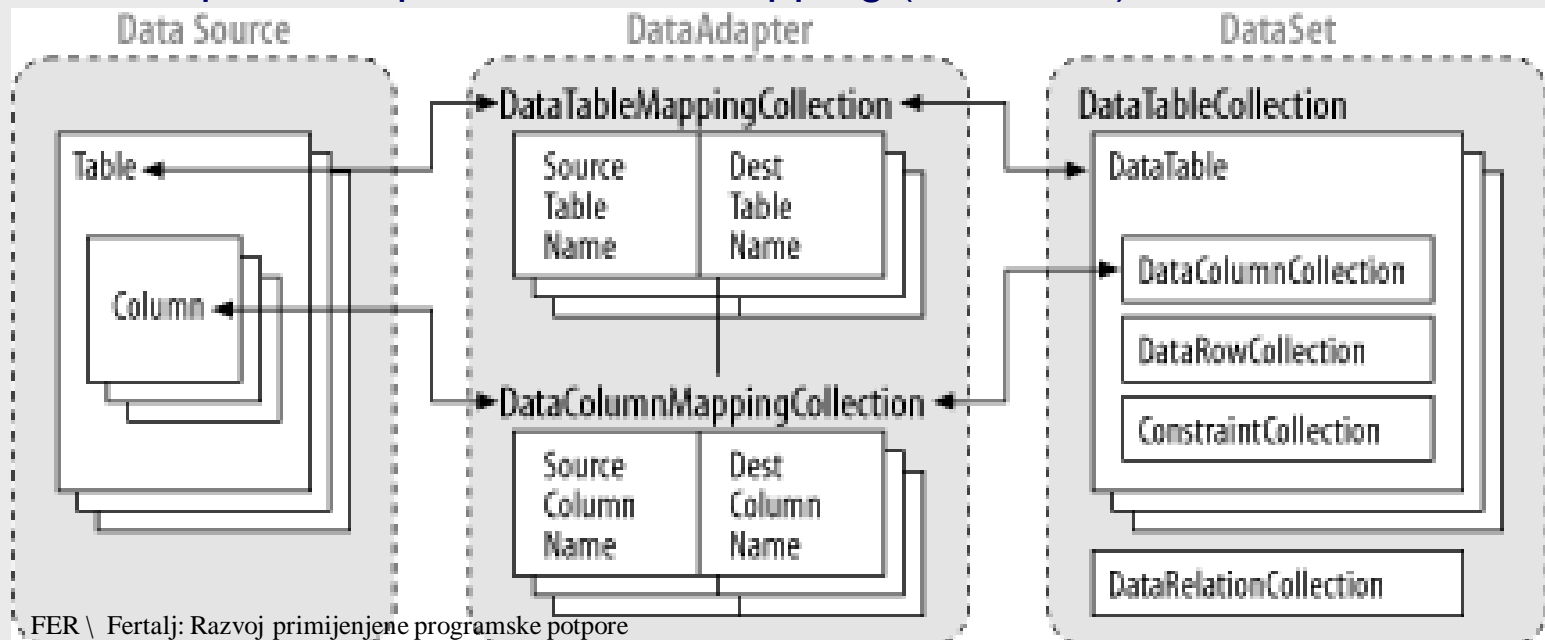 Data Source
DataAdapter
DataSet
DataTableMappingCollection
DataTableCollection
Table
Source
Table
Name
Dest
Table
Name
DataTable
Column
DataColumnCollection
DataRowCollection
ConstraintCollection
DataColumnMappingCollection
Source
Column
Name
Dest
Column
Name
DataRelationCollection
FER \ Fertalj: Razvoj primijenjene programske potpore